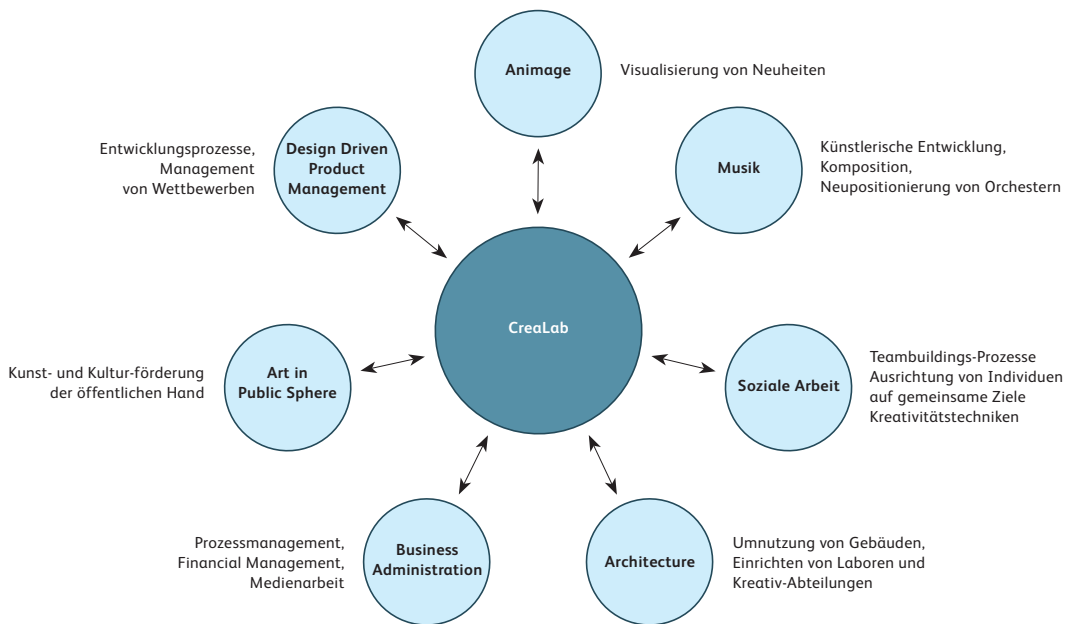 Animage
Visualisierung von Neuheiten
Musik
Künstlerische Entwicklung,
Komposition,
Neupositionierung von Orchestern
Entwicklungsprozesse,
Management
von Wettbewerben
Design Driven
Product
Management
CreaLab
Kunst- und Kultur-förderung
der öffentlichen Hand
Art in
Public Sphere
Soziale Arbeit
Teambuildings-Prozesse
Ausrichtung von Individuen
auf gemeinsame Ziele
Kreativitätstechniken
Prozessmanagement,
Financial Management,
Medienarbeit
Business
Administration
Architecture
Umnutzung von Gebäuden,
Einrichten von Laboren und
Kreativ-Abteilungen